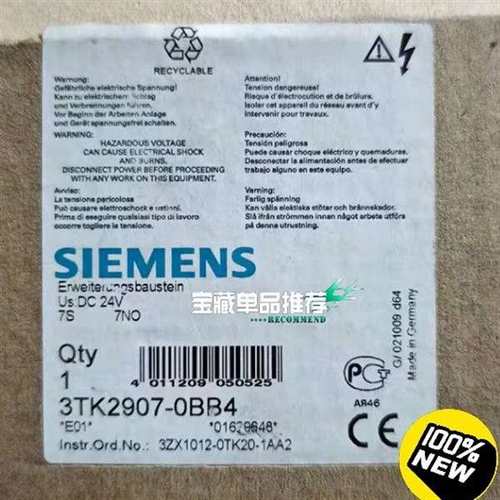 RECYCLABLE
Warnung:
Gefährliche elektrische Spannung!
Kann zu elektrischem Schlag
und Verbrennungen führen.
Vor Beginn der Arbeiten Anlage
und Gerät spannungsfrei schalten.
Attention!
Tension dangereuse!
Risque d'électrocution et de brûlure.
Isoler cet appareil du réseau avant d'y
intervenir pour travaux.
WARNING:
HAZARDOUS VOLTAGE
CAN CAUSE ELECTRICAL SHOCK
AND BURNS.
DISCONNECT POWER BEFORE PROCEEDING
WITH ANY WORK ON THIS EQUIPMENT.
Precaución:
Tensión peligrosa
Puede causar choque eléctrico y quemaduras.
Desconectar la alimentación antes de efectuar
trabajo alguno en este equipo.
Avviso:
La tensione pericolosa
Può causare elettroshock e ustioni.
Prima di eseguire qualsiasi tipo di lavoro
occorre togliere la tensione.
Varning:
Farlig spänning
Kan välla elektiska stötar och brännskador.
Slå ifrån strömmen innan något arbete utförs
på denna utrustning.
SIEMENS
Erweiterungsbaustein
Us:DC 24V
7S 7NO
宝藏单品推荐
RECOMMEND
G/ 021009 d64
Made in Germany
Qty
1
4 011209 050525
3TK2907-0BB4
*E01* *01629648*
Instr.Ord.No.: 3ZX1012-0TK20-1AA2
PG
АЯ46
100%
NEW